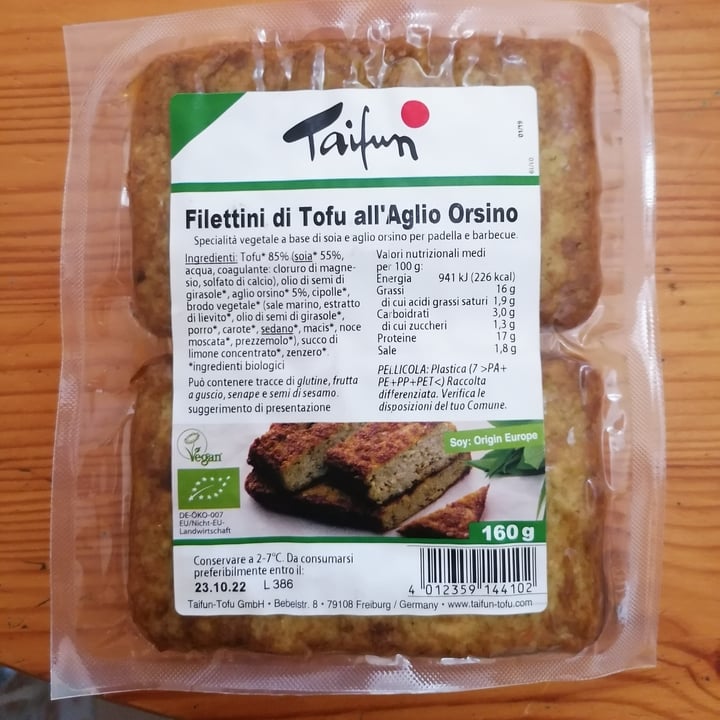 Taifun
01/19
Filettini di Tofu all'Aglio Orsino
Specialità vegetale a base di soia e aglio orsino per padella e barbecue.
Ingredienti: Tofu* 85% (soia* 55%,
acqua, coagulante: cloruro di magne-
sio, solfato di calcio), olio di semi di
girasole*, aglio orsino* 5%, cipolle*,
brodo vegetale* (sale marino, estratto
di lievito*, olio di semi di girasole*,
porro*, carote*, sedano*, macis*, noce
moscata*, prezzemolo*), succo di
limone concentrato*, zenzero*.
*ingredienti biologici
Può contenere tracce di glutine, frutta
a guscio, senape e semi di sesamo.
suggerimento di presentazione
Valori nutrizionali medi
per 100 g:
Energia 941 kJ (226 kcal)
Grassi 16 g
di cui acidi grassi saturi 1,9 g
Carboidrati 3,0 g
di cui zuccheri 1,3 g
Proteine 17 g
Sale 1,8 g
PELLICOLA: Plastica (7 >PA+
PE+PP+PET<) Raccolta
differenziata. Verifica le
disposizioni del tuo Comune.
Soy: Origin Europe
Vegan
DE-ÖKO-007
EU/Nicht-EU-
Landwirtschaft
160 g
Conservare a 2-7°C. Da consumarsi
preferibilmente entro il:
23.10.22 L 386
4 012359 144102
Taifun-Tofu GmbH • Bebelstr. 8 • 79108 Freiburg / Germany • www.taifun-tofu.com